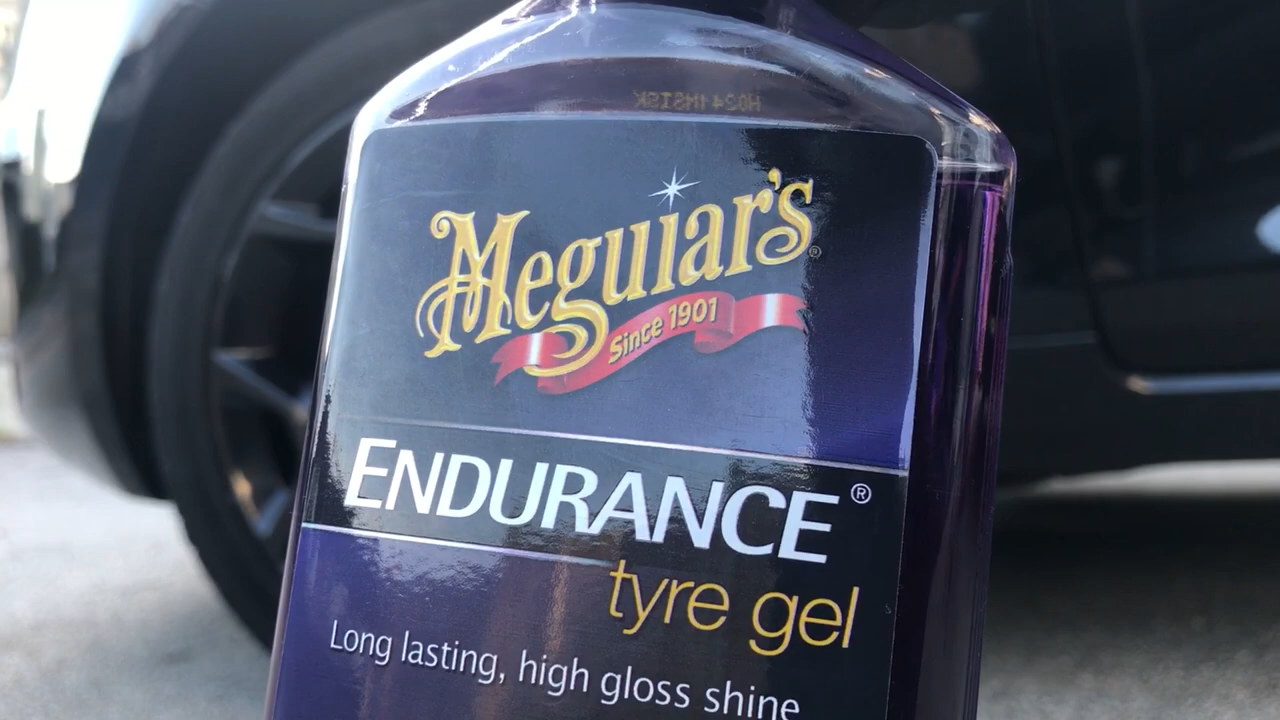 Meguiar's®
Since 1901
ENDURANCE®
tyre gel
Long lasting, high gloss shine